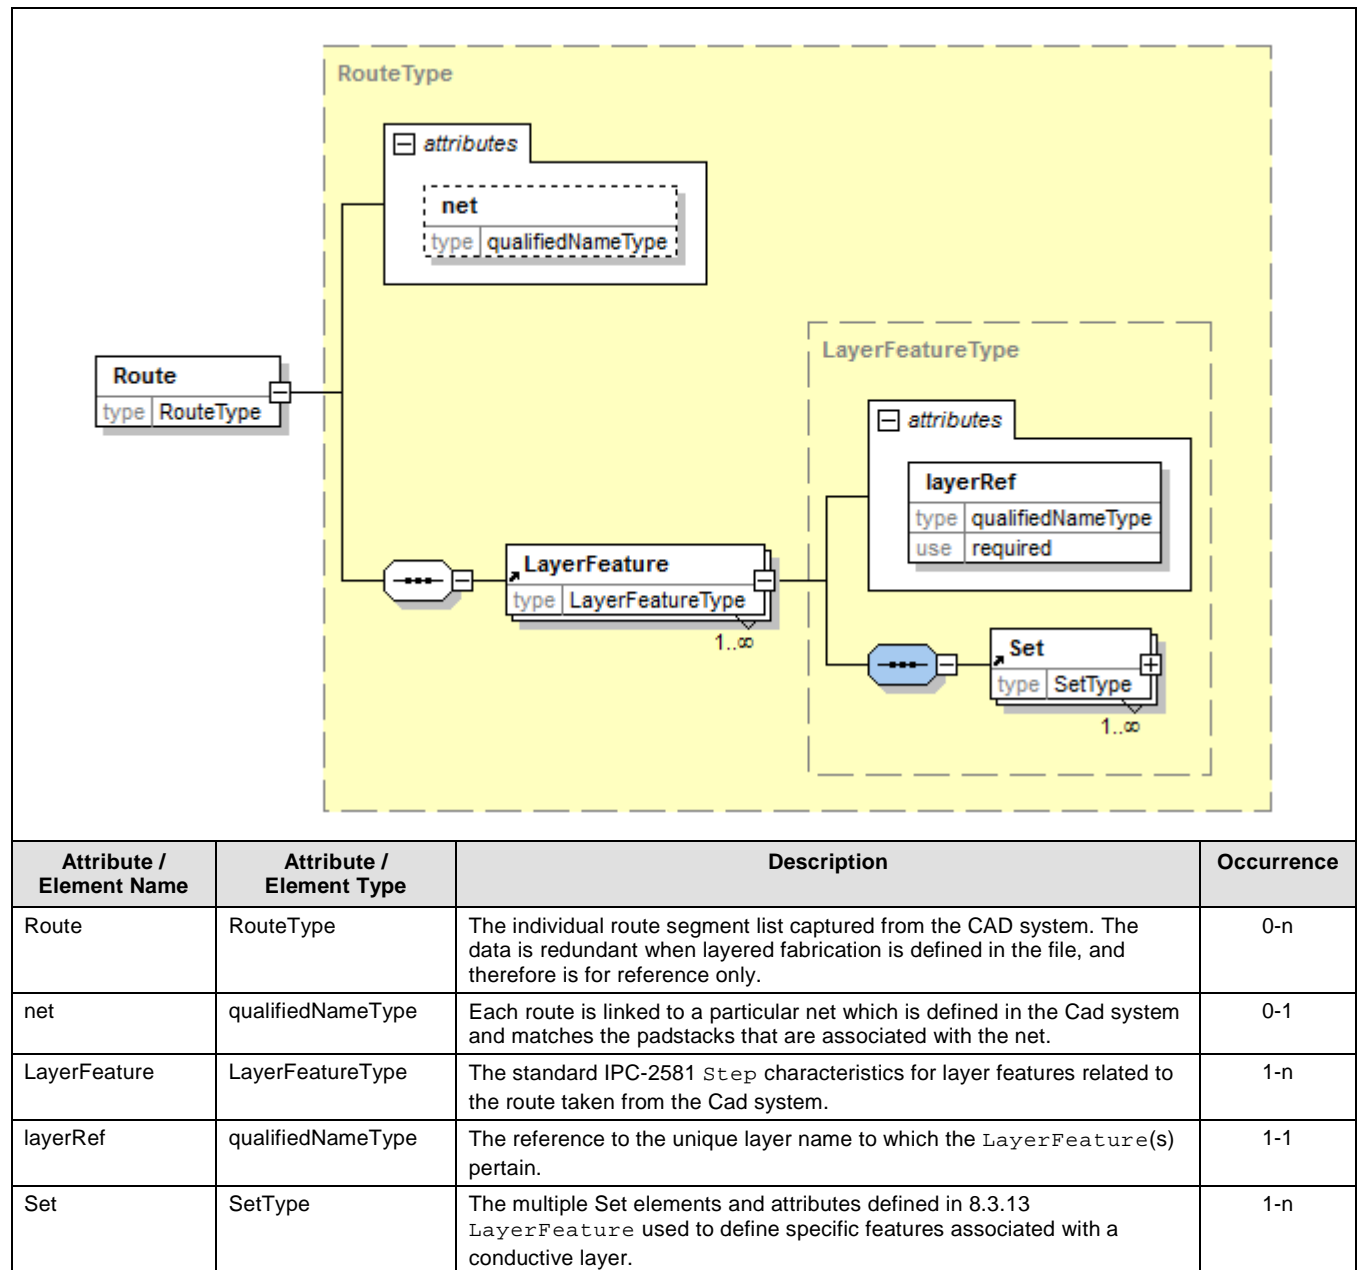 RouteType
attributes
net
type qualifiedNameType
LayerFeatureType
Route
type RouteType
attributes
layerRef
type qualifiedNameType
use required
LayerFeature
type LayerFeatureType
1..∞
Set
type SetType
1..∞
Attribute / Element Name
Attribute / Element Type
Description
Occurrence
Route
RouteType
The individual route segment list captured from the CAD system. The
data is redundant when layered fabrication is defined in the file, and
therefore is for reference only.
0-n
net
qualifiedNameType
Each route is linked to a particular net which is defined in the Cad system
and matches the padstacks that are associated with the net.
0-1
LayerFeature
LayerFeatureType
The standard IPC-2581 Step characteristics for layer features related to
the route taken from the Cad system.
1-n
layerRef
qualifiedNameType
The reference to the unique layer name to which the LayerFeature(s)
pertain.
1-1
Set
SetType
The multiple Set elements and attributes defined in 8.3.13
LayerFeature used to define specific features associated with a
conductive layer.
1-n